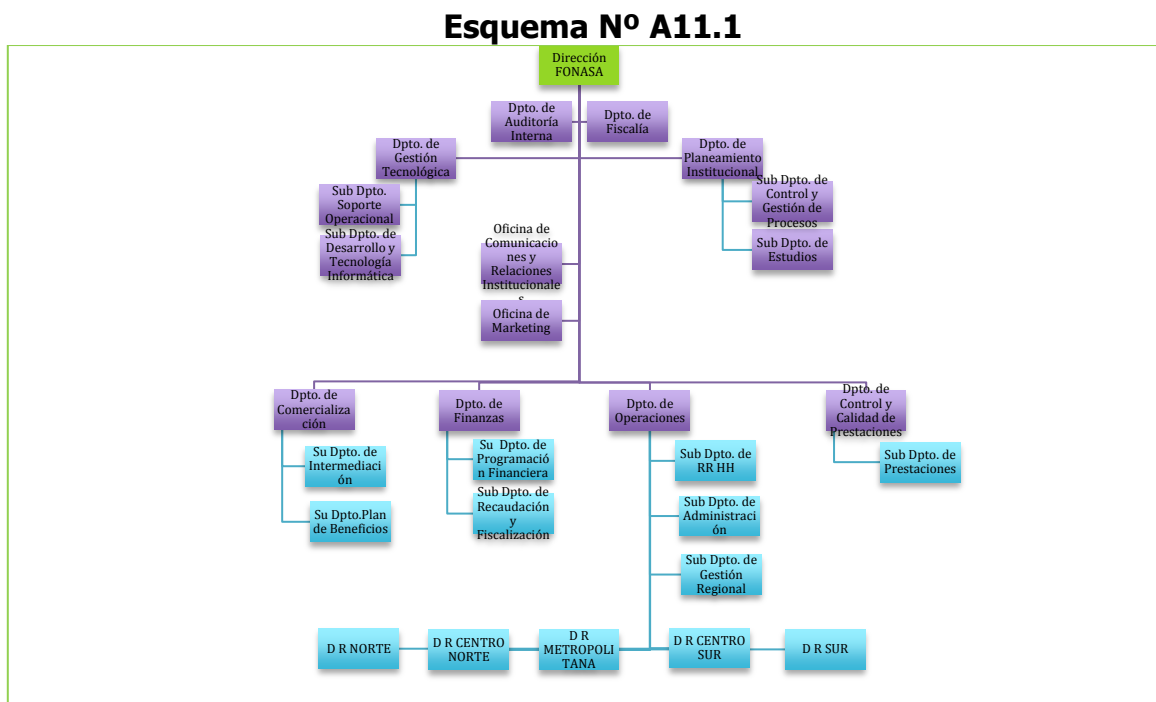 Esquema Nº A11.1
Dirección
FONASA
Dpto. de
Auditoría
Interna
Dpto. de
Fiscalía
Dpto. de
Gestión
Tecnológica
Dpto. de
Planeamiento
Institucional
Sub Dpto.
Soporte
Operacional
Sub Dpto. de
Control y
Gestión de
Procesos
Sub Dpto. de
Desarrollo y
Tecnología
Informática
Sub Dpto. de
Estudios
Oficina de
Comunicacio
nes y
Relaciones
Institucionale
s
Oficina de
Marketing
Dpto. de
Comercializa
ción
Dpto. de
Finanzas
Dpto. de
Operaciones
Dpto. de
Control y
Calidad de
Prestaciones
Su Dpto. de
Intermediaci
ón
Su Dpto. de
Programació
n Financiera
Sub Dpto. de
RR HH
Sub Dpto. de
Prestaciones
Su Dpto.Plan
de Beneficios
Sub Dpto. de
Recaudación
y
Fiscalización
Sub Dpto. de
Administraci
ón
Sub Dpto. de
Gestión
Regional
D R NORTE
D R CENTRO
NORTE
D R
METROPOLI
TANA
D R CENTRO
SUR
D R SUR